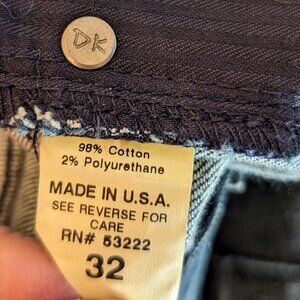 DK
98% Cotton
2% Polyurethane
MADE IN U.S.A.
SEE REVERSE FOR
CARE
RN# 53222
32